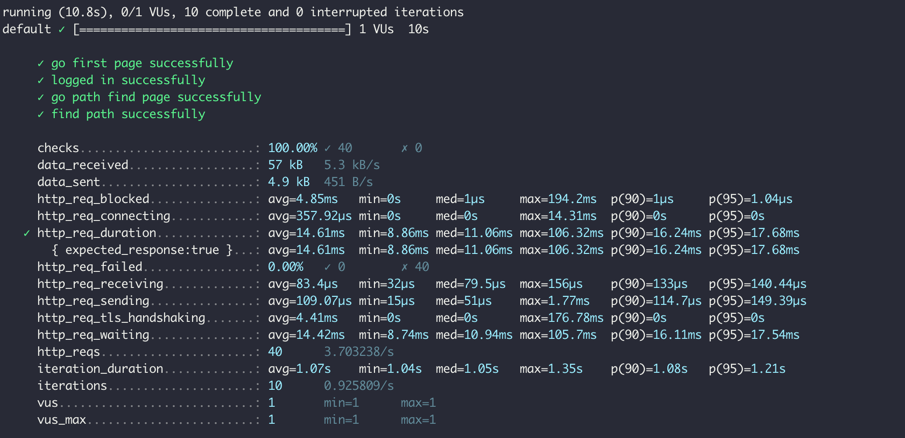 running (10.8s), 0/1 VUs, 10 complete and 0 interrupted iterations
default ✓ [======================================] 1 VUs  10s
✓ go first page successfully
✓ logged in successfully
✓ go path find page successfully
✓ find path successfully
checks.........................: 100.00% ✓ 40       ✗ 0
data_received..................: 57 kB   5.3 kB/s
data_sent......................: 4.9 kB  451 B/s
http_req_blocked...............: avg=4.85ms   min=0s     med=1µs     max=194.2ms  p(90)=1µs     p(95)=1.04µs
http_req_connecting............: avg=357.92µs min=0s     med=0s      max=14.31ms  p(90)=0s      p(95)=0s
✓ http_req_duration..............: avg=14.61ms  min=8.86ms med=11.06ms max=106.32ms p(90)=16.24ms p(95)=17.68ms
{ expected_response:true }...: avg=14.61ms  min=8.86ms med=11.06ms max=106.32ms p(90)=16.24ms p(95)=17.68ms
http_req_failed................: 0.00%   ✓ 0        ✗ 40
http_req_receiving.............: avg=83.4µs   min=32µs   med=79.5µs  max=156µs    p(90)=133µs   p(95)=140.44µs
http_req_sending...............: avg=109.07µs min=15µs   med=51µs    max=1.77ms   p(90)=114.7µs p(95)=149.39µs
http_req_tls_handshaking.......: avg=4.41ms   min=0s     med=0s      max=176.78ms p(90)=0s      p(95)=0s
http_req_waiting...............: avg=14.42ms  min=8.74ms med=10.94ms max=105.7ms  p(90)=16.11ms p(95)=17.54ms
http_reqs......................: 40      3.703238/s
iteration_duration.............: avg=1.07s    min=1.04s  med=1.05s   max=1.35s    p(90)=1.08s   p(95)=1.21s
iterations.....................: 10      0.925809/s
vus............................: 1       min=1      max=1
vus_max........................: 1       min=1      max=1